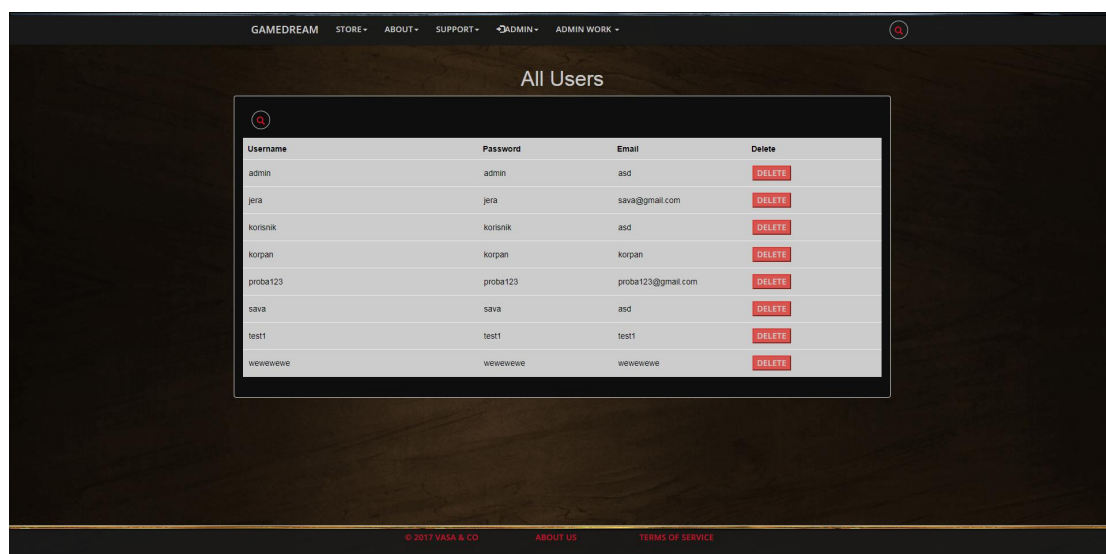 GAMEDREAM STORE ABOUT SUPPORT ADMIN ADMIN WORK
All Users
Username Password Email Delete
admin admin asd DELETE
jera jera sava@gmail.com DELETE
korisnik korisnik asd DELETE
korpan korpan korpan DELETE
proba123 proba123 proba123@gmail.com DELETE
sava sava asd DELETE
test1 test1 test1 DELETE
wewewewe wewewewe wewewewe DELETE
© 2017 VASA & CO ABOUT US TERMS OF SERVICE